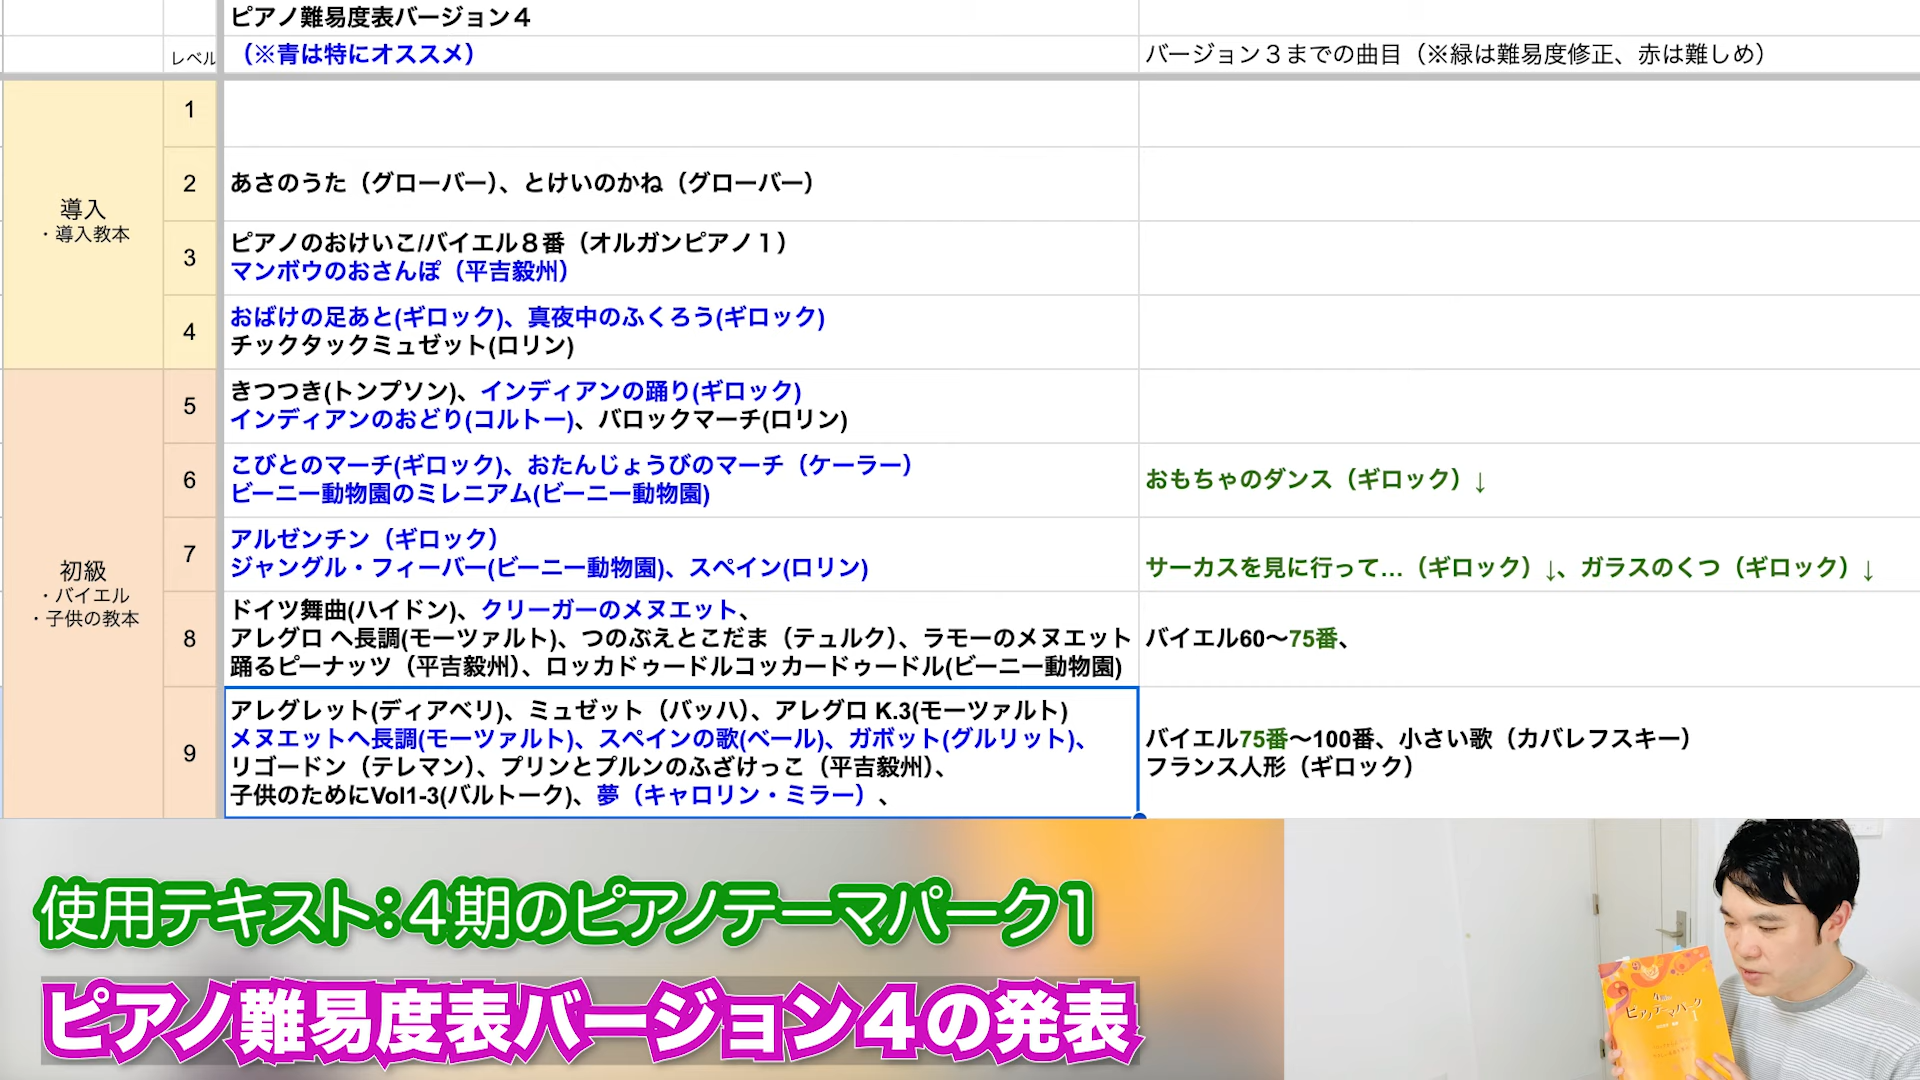 ピアノ難易度表バージョン４
レベル
（※青は特にオススメ）
バージョン３までの曲目（※緑は難易度修正、赤は難しめ）
導入
・導入教本
1
2
あさのうた（グローバー）、とけいのかね（グローバー）
3
ピアノのおけいこ/バイエル８番（オルガンピアノ１）
マンボウのおさんぽ（平吉毅州）
4
おばけの足あと(ギロック)、真夜中のふくろう(ギロック)
チックタックミュゼット(ロリン)
初級
・バイエル
・子供の教本
5
きつつき(トンプソン)、インディアンの踊り(ギロック)
インディアンのおどり(コルトー)、バロックマーチ(ロリン)
6
こびとのマーチ(ギロック)、おたんじょうびのマーチ（ケーラー）
ビーニー動物園のミレニアム(ビーニー動物園)
おもちゃのダンス（ギロック）↓
7
アルゼンチン（ギロック）
ジャングル・フィーバー(ビーニー動物園)、スペイン(ロリン)
サーカスを見に行って…（ギロック）↓、ガラスのくつ（ギロック）↓
8
ドイツ舞曲(ハイドン)、クリーガーのメヌエット、
アレグロ ヘ長調(モーツァルト)、つのぶえとこだま（テュルク）、ラモーのメヌエット
踊るピーナッツ（平吉毅州）、ロッカドゥードルコッカードゥードル(ビーニー動物園)
バイエル60〜75番、
9
アレグレット(ディアベリ)、ミュゼット（バッハ）、アレグロ K.3(モーツァルト)
メヌエットヘ長調(モーツァルト)、スペインの歌(ベール)、ガボット(グルリット)、
リゴードン（テレマン）、プリンとプルンのふざけっこ（平吉毅州）、
子供のためにVol1-3(バルトーク)、夢（キャロリン・ミラー）、
バイエル75番〜100番、小さい歌（カバレフスキー）
フランス人形（ギロック）
使用テキスト：４期のピアノテーマパーク1
ピアノ難易度表バージョン４の発表
ピアノテーマパーク
1